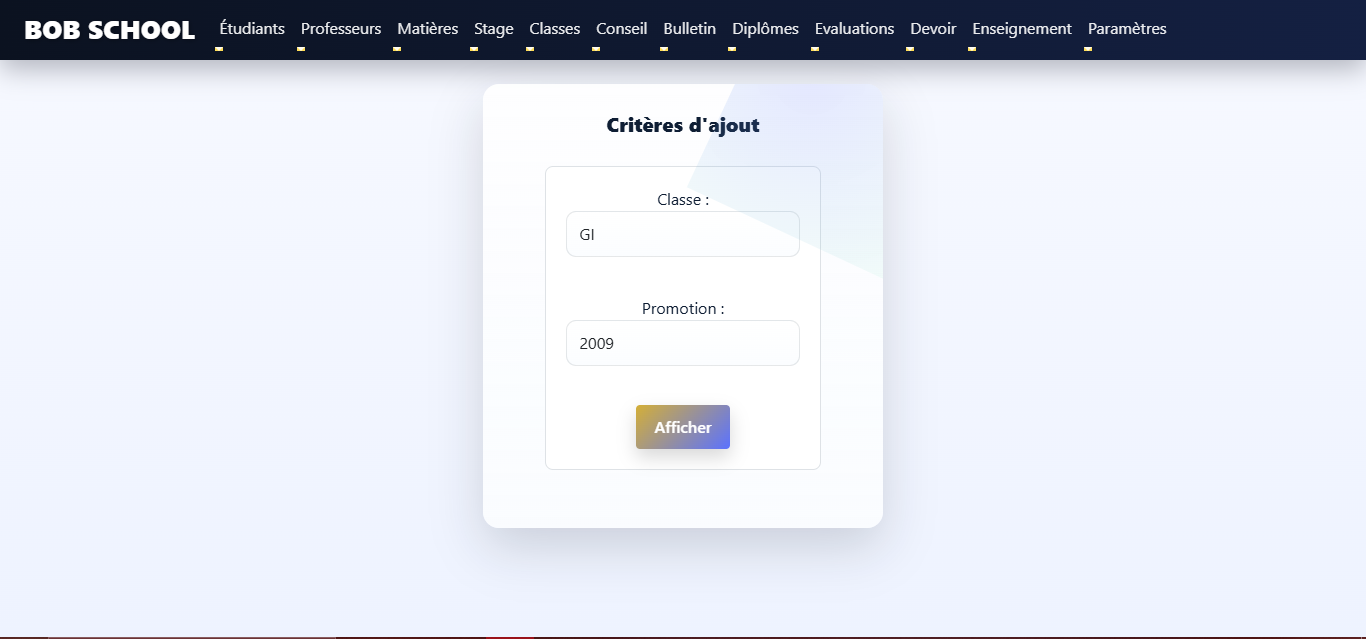 BOB SCHOOL Étudiants Professeurs Matières Stage Classes Conseil Bulletin Diplômes Evaluations Devoir Enseignement Paramètres
Critères d'ajout
Classe :
GI
Promotion :
2009
Afficher